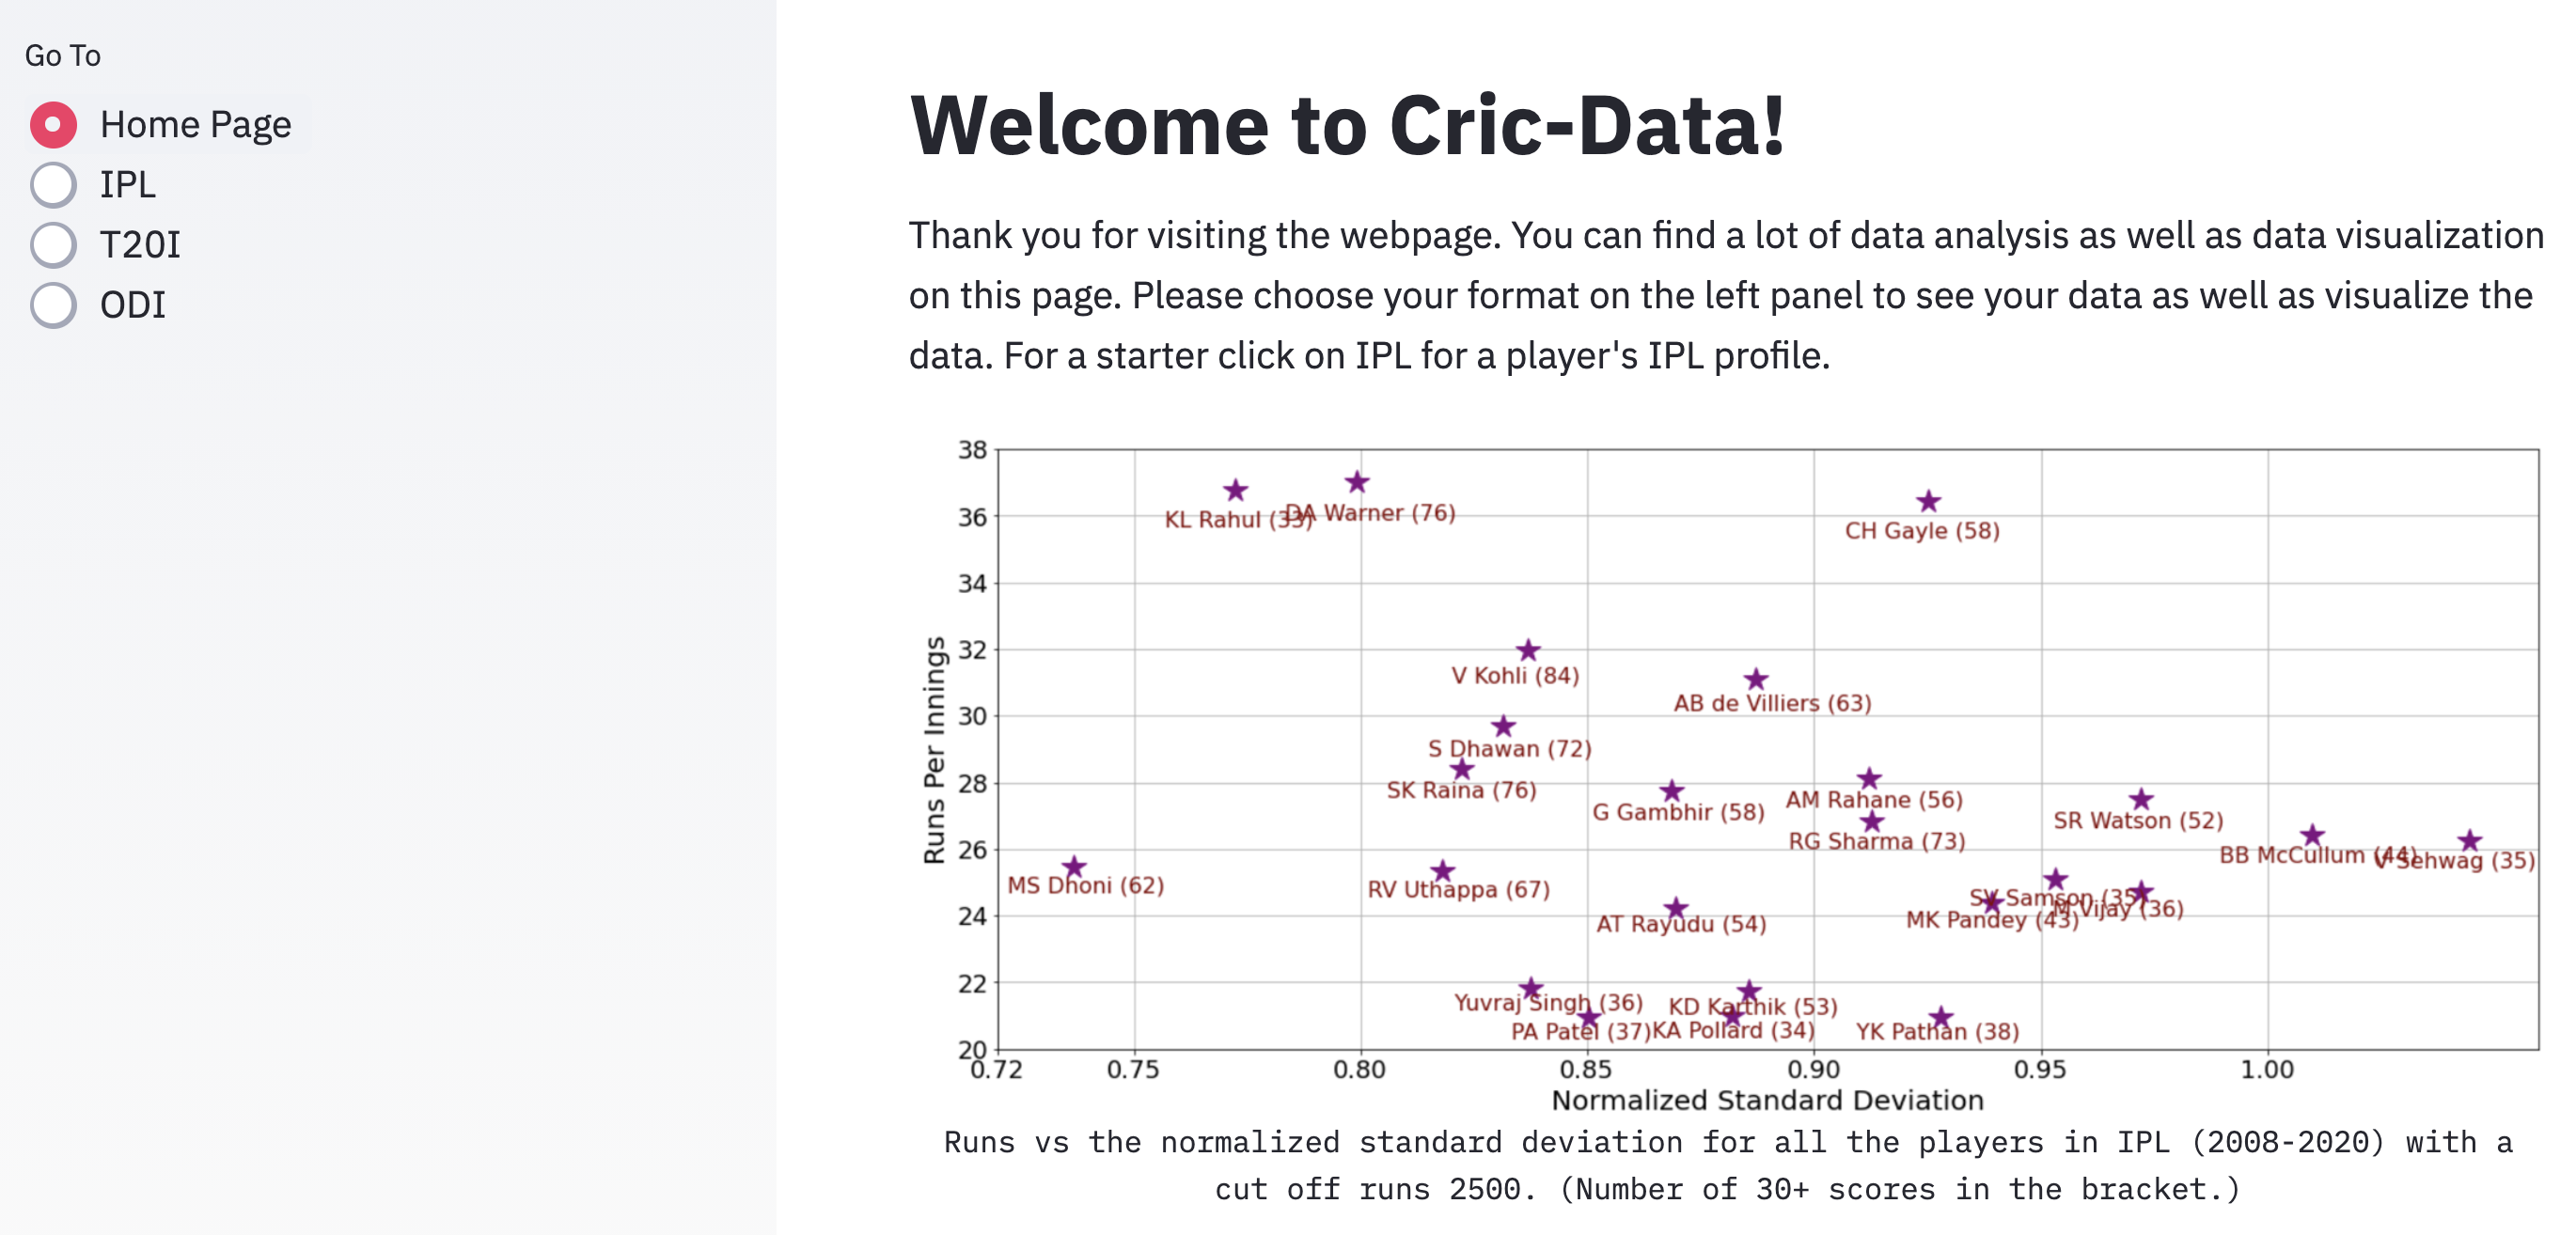 Go To
Home Page
IPL
T20I
ODI
Welcome to Cric-Data!
Thank you for visiting the webpage. You can find a lot of data analysis as well as data visualization
on this page. Please choose your format on the left panel to see your data as well as visualize the
data. For a starter click on IPL for a player's IPL profile.
38
36
34
32
30
28
26
24
22
20
Runs Per Innings
KL Rahul (33)
DA Warner (76)
CH Gayle (58)
V Kohli (84)
AB de Villiers (63)
S Dhawan (72)
SK Raina (76)
G Gambhir (58)
AM Rahane (56)
SR Watson (52)
RG Sharma (73)
BB McCullum (44)
V Sehwag (35)
MS Dhoni (62)
RV Uthappa (67)
SV Samson (35)
M Vijay (36)
AT Rayudu (54)
MK Pandey (43)
Yuvraj Singh (36)
KD Karthik (53)
PA Patel (37)
KA Pollard (34)
YK Pathan (38)
0.72 0.75 0.80 0.85 0.90 0.95 1.00
Normalized Standard Deviation
Runs vs the normalized standard deviation for all the players in IPL (2008-2020) with a
cut off runs 2500. (Number of 30+ scores in the bracket.)